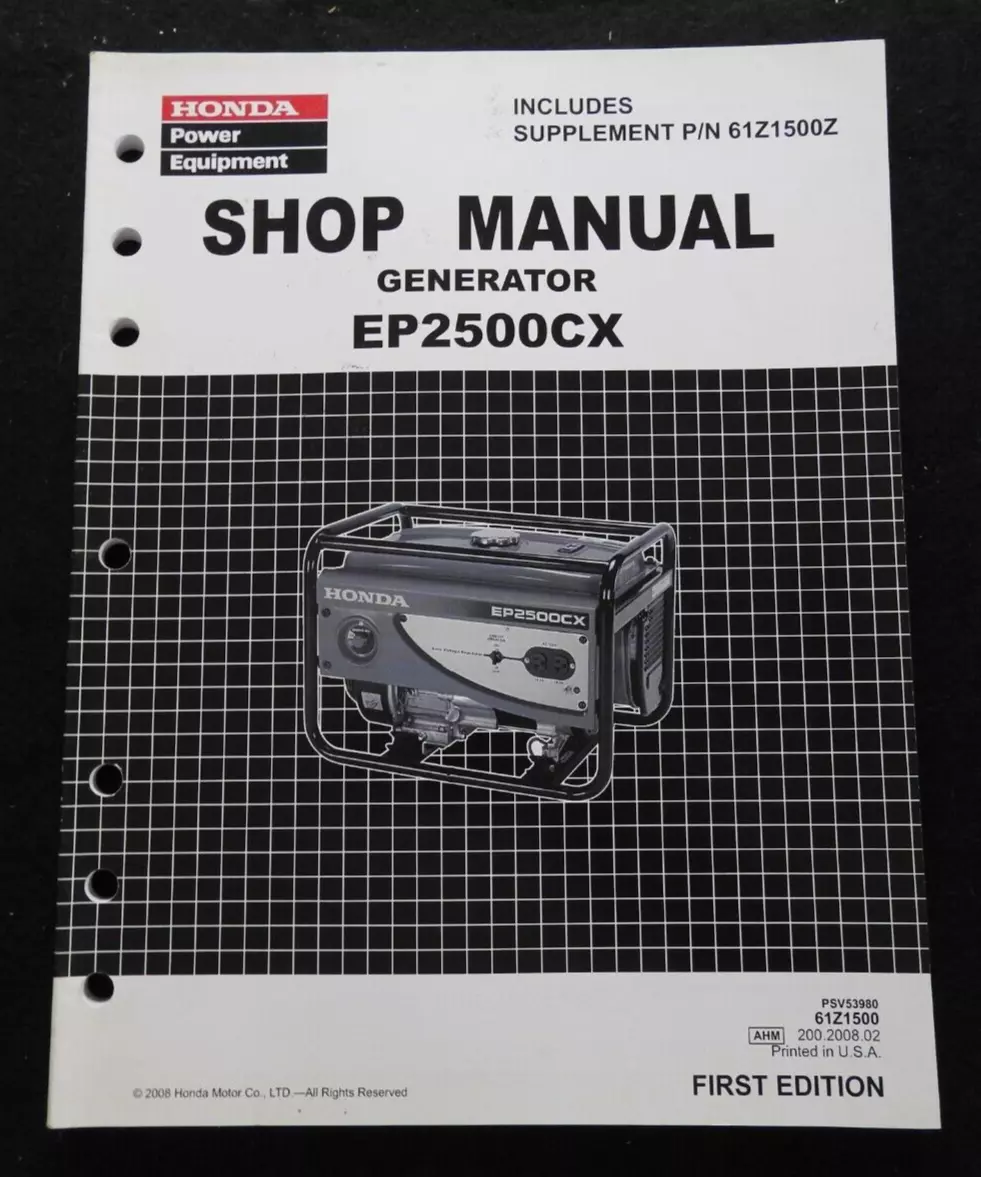 HONDA
Power
Equipment
INCLUDES
SUPPLEMENT P/N 61Z1500Z
SHOP MANUAL
GENERATOR
EP2500CX
HONDA
EP2500CX
PSV53980
61Z1500
AHM 200.2008.02
Printed in U.S.A.
FIRST EDITION
© 2008 Honda Motor Co., LTD.—All Rights Reserved